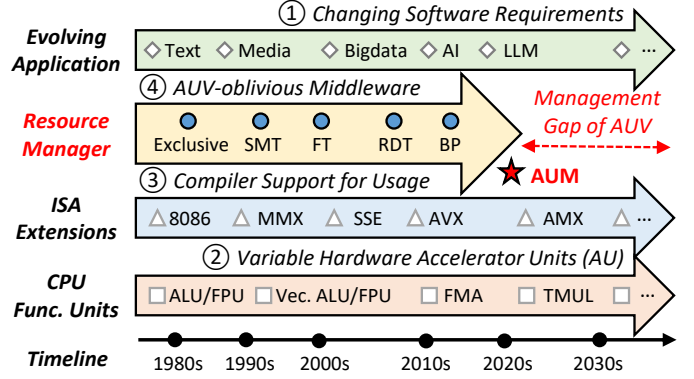 ① Changing Software Requirements
Evolving Application
Text Media Bigdata AI LLM ...
④ AUV-oblivious Middleware
Resource Manager
Exclusive SMT FT RDT BP
Management Gap of AUV
AUM
③ Compiler Support for Usage
ISA Extensions
8086 MMX SSE AVX AMX ...
② Variable Hardware Accelerator Units (AU)
CPU Func. Units
ALU/FPU Vec. ALU/FPU FMA TMUL ...
Timeline
1980s 1990s 2000s 2010s 2020s 2030s